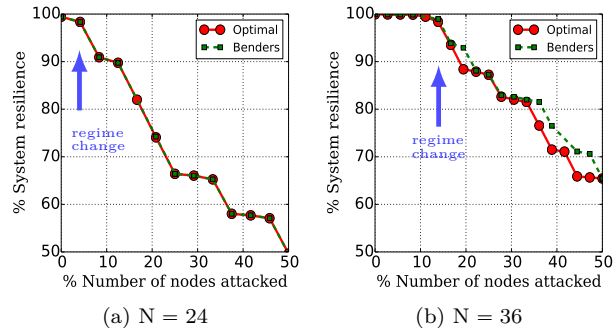 100
90
80
70
60
50
0 10 20 30 40 50
% System resilience
% Number of nodes attacked
Optimal
Benders
regime
change
(a) N = 24
100
90
80
70
60
50
0 10 20 30 40 50
% System resilience
% Number of nodes attacked
Optimal
Benders
regime
change
(b) N = 36